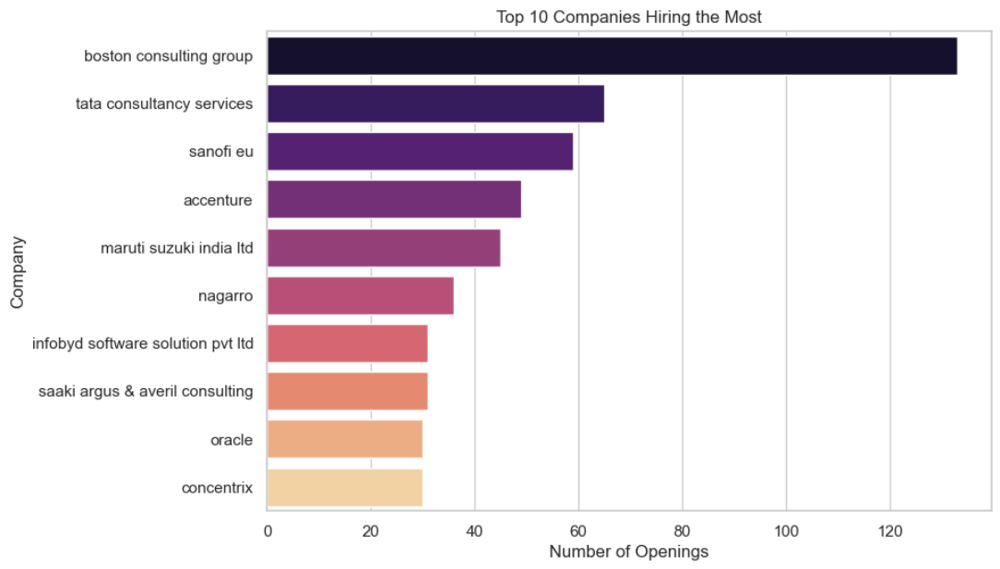 Top 10 Companies Hiring the Most
boston consulting group
tata consultancy services
sanofi eu
accenture
maruti suzuki india ltd
nagarro
infobyd software solution pvt ltd
saaki argus & averil consulting
oracle
concentrix
Company
0 20 40 60 80 100 120
Number of Openings